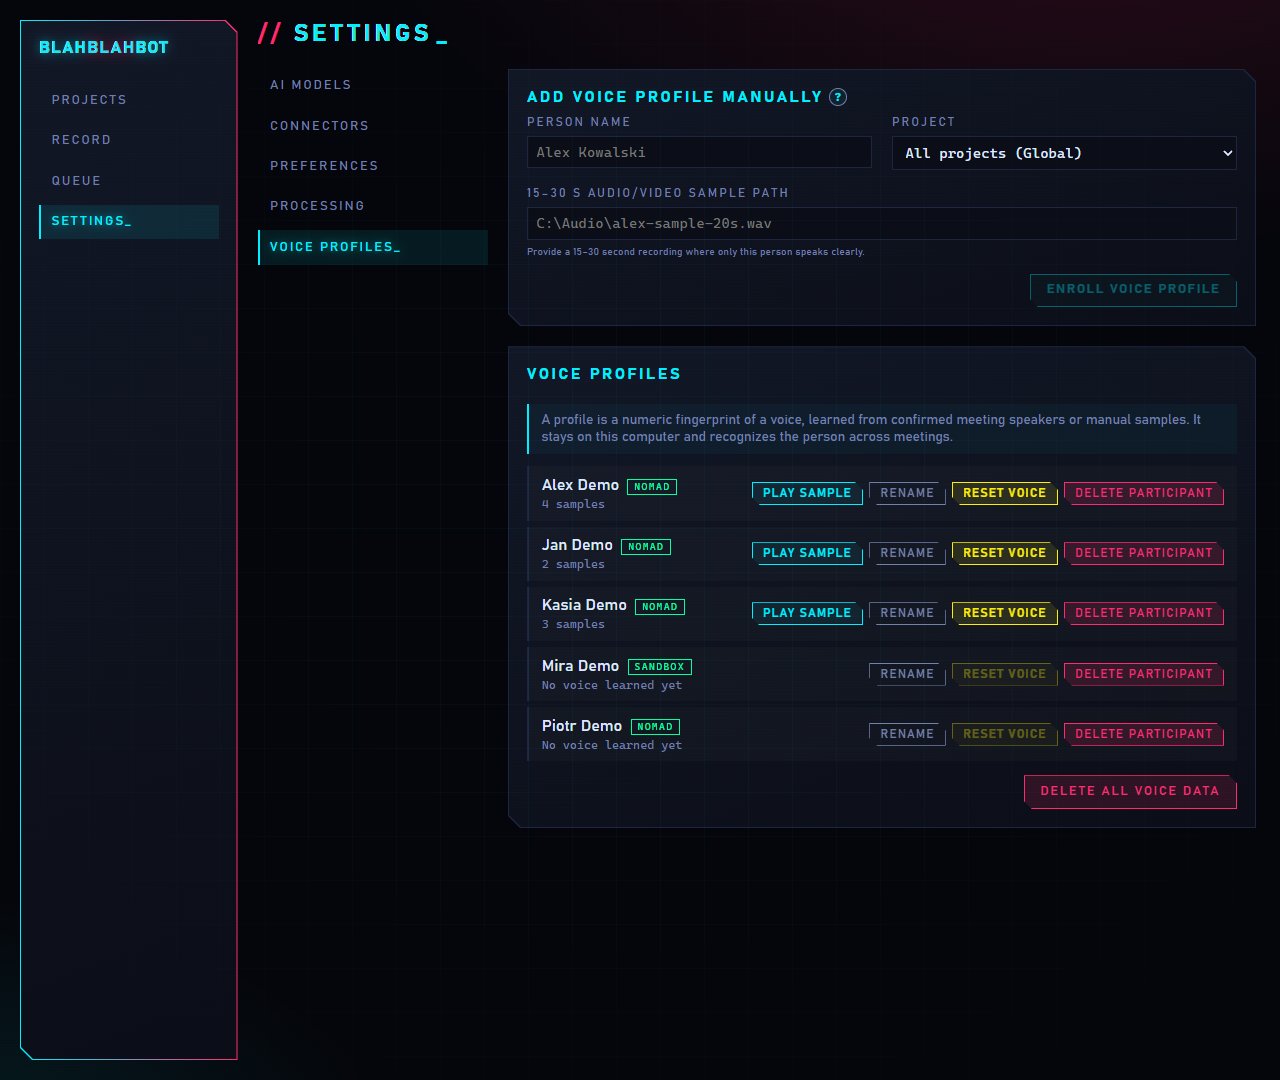 BLAHBLAHBOT
PROJECTS
RECORD
QUEUE
SETTINGS_
// SETTINGS_
AI MODELS
CONNECTORS
PREFERENCES
PROCESSING
VOICE PROFILES_
ADD VOICE PROFILE MANUALLY ?
PERSON NAME
PROJECT
Alex Kowalski
All projects (Global)
15–30 S AUDIO/VIDEO SAMPLE PATH
C:\Audio\alex-sample-20s.wav
Provide a 15–30 second recording where only this person speaks clearly.
ENROLL VOICE PROFILE
VOICE PROFILES
A profile is a numeric fingerprint of a voice, learned from confirmed meeting speakers or manual samples. It
stays on this computer and recognizes the person across meetings.
Alex Demo NOMAD
4 samples
PLAY SAMPLE RENAME RESET VOICE DELETE PARTICIPANT
Jan Demo NOMAD
2 samples
PLAY SAMPLE RENAME RESET VOICE DELETE PARTICIPANT
Kasia Demo NOMAD
3 samples
PLAY SAMPLE RENAME RESET VOICE DELETE PARTICIPANT
Mira Demo SANDBOX
No voice learned yet
RENAME RESET VOICE DELETE PARTICIPANT
Piotr Demo NOMAD
No voice learned yet
RENAME RESET VOICE DELETE PARTICIPANT
DELETE ALL VOICE DATA